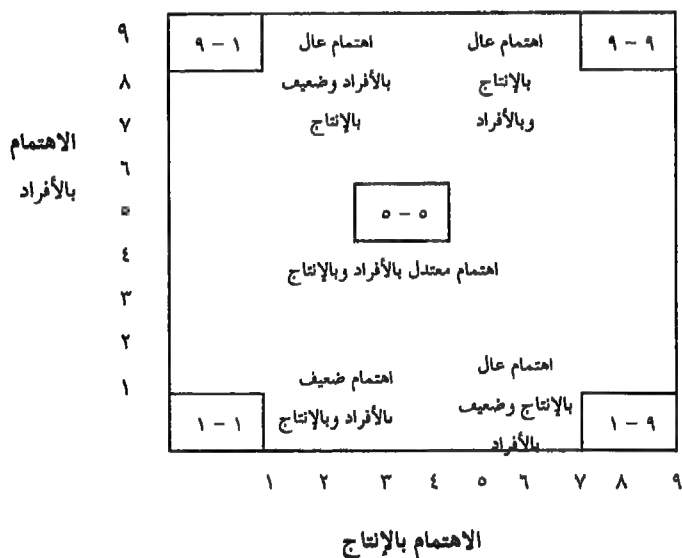 ٩
٩ – ١
اهتمام عال
بالأفراد وضعيف
بالإنتاج
اهتمام عال
بالإنتاج
وبالأفراد
٩ – ٩
٨
٧
الاهتمام
بالأفراد
٦
٥ – ٥
اهتمام معتدل بالأفراد وبالإنتاج
٤
٣
٢
١
١ – ١
اهتمام ضعيف
بالأفراد وبالإنتاج
اهتمام عال
بالإنتاج وضعيف
بالأفراد
١ – ٩
١ ٢ ٣ ٤ ٥ ٦ ٧ ٨ ٩
الاهتمام بالإنتاج